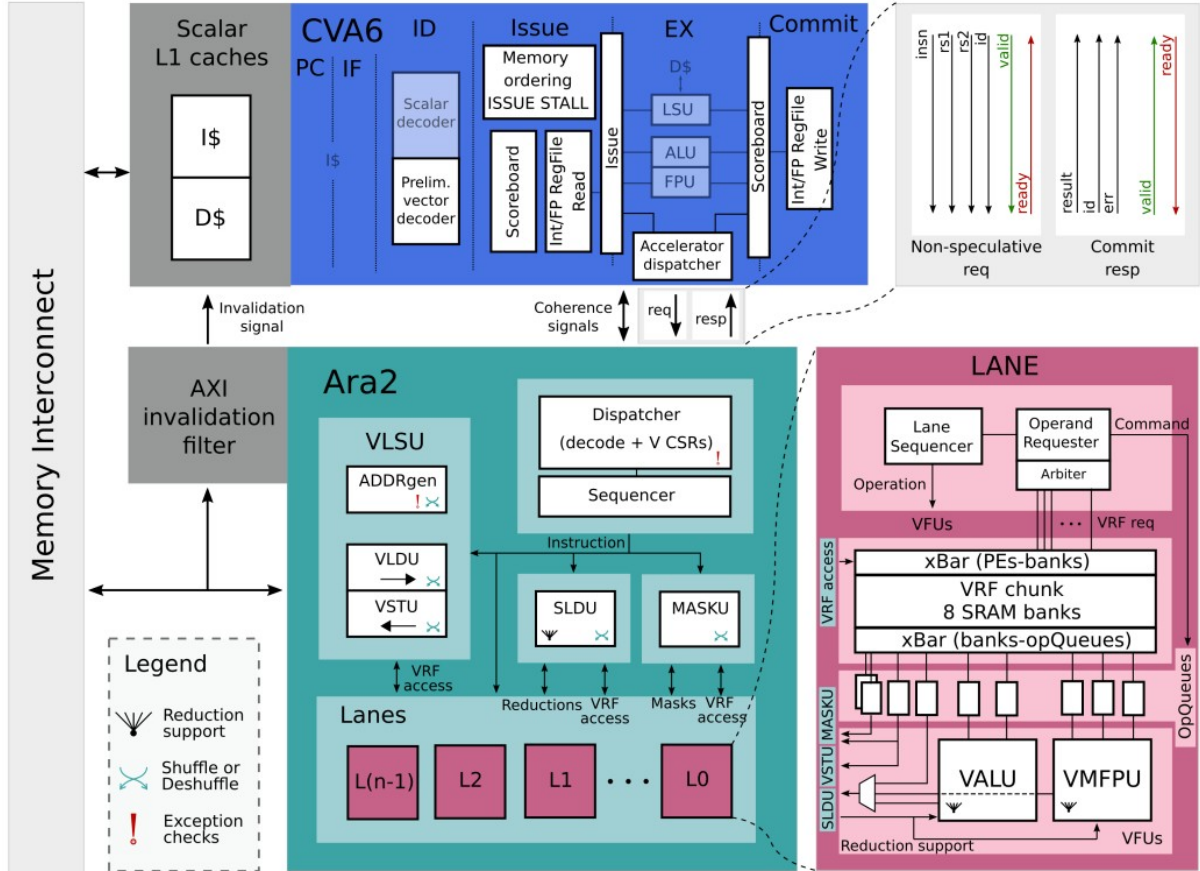 Memory Interconnect
Scalar
L1 caches
I$
D$
CVA6
PC
IF
I$
ID
Scalar
decoder
Prelim.
vector
decoder
Issue
Memory
ordering
ISSUE STALL
Scoreboard
Int/FP RegFile
Read
Issue
EX
D$
LSU
ALU
FPU
Accelerator
dispatcher
Scoreboard
Commit
Int/FP RegFile
Write
insn
rs1
rs2
id
valid
ready
Non-speculative
req
result
id
err
valid
ready
Commit
resp
Invalidation
signal
Coherence
signals
req
resp
AXI
invalidation
filter
Ara2
VLSU
ADDRgen
!
VLDU
VSTU
Dispatcher
(decode + V CSRs)
!
Sequencer
Instruction
SLDU
MASKU
VRF
access
Reductions
VRF
access
Masks
VRF
access
Lanes
L(n-1)
L2
L1
• • •
L0
Legend
Reduction
support
Shuffle or
Deshuffle
!
Exception
checks
LANE
Lane
Sequencer
Operand
Requester
Arbiter
Command
Operation
VFUs
• • •
VRF req
VRF access
xBar (PEs-banks)
VRF chunk
8 SRAM banks
xBar (banks-opQueues)
OpQueues
MASKU
VSTU
SLDU
VALU
VMFPU
Reduction support
VFUs